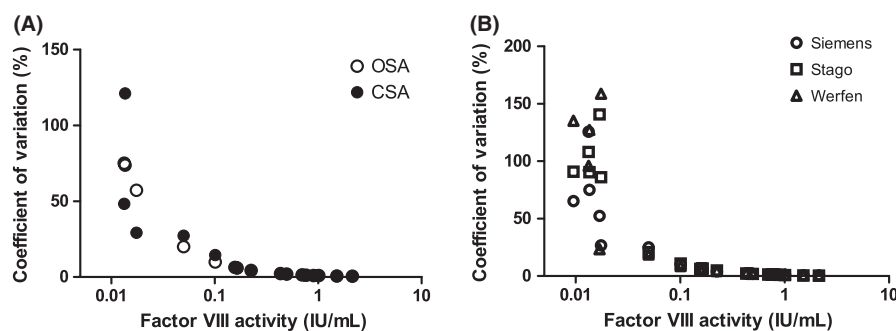 (A)
Coefficient of variation (%)
150
100
50
0
0.01 0.1 1 10
Factor VIII activity (IU/mL)
OSA
CSA
(B)
Coefficient of variation (%)
200
150
100
50
0
0.01 0.1 1 10
Factor VIII activity (IU/mL)
Siemens
Stago
Werfen